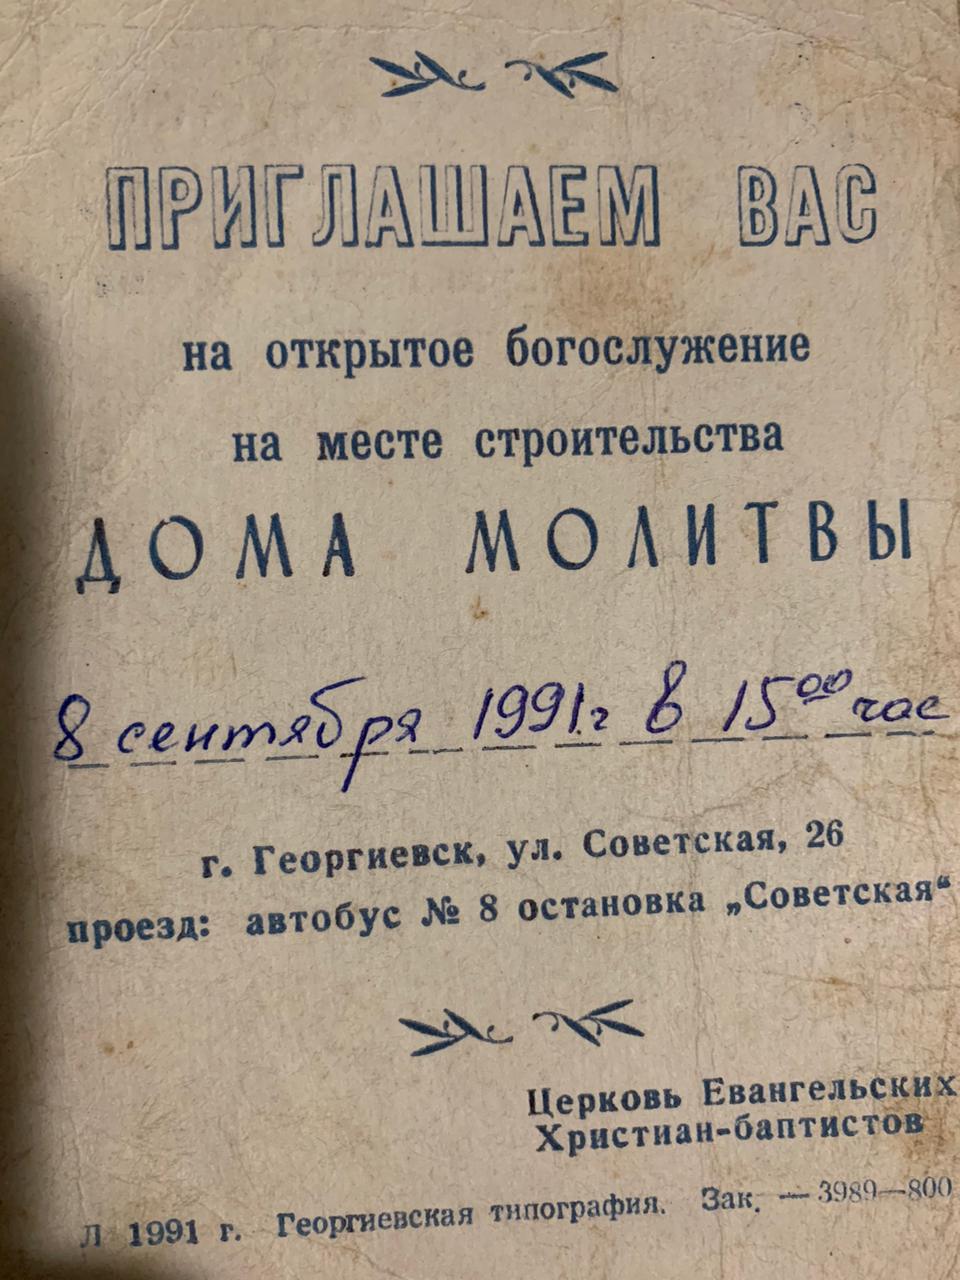 ПРИГЛАШАЕМ ВАС
на открытое богослужение
на месте строительства
ДОМА МОЛИТВЫ
8 сентября 1991г в 15⁰⁰ час
г. Георгиевск, ул. Советская, 26
проезд: автобус № 8 остановка „Советская“
Церковь Евангельских
Христиан-баптистов
Л 1991 г. Георгиевская типография. Зак. — 3989—800